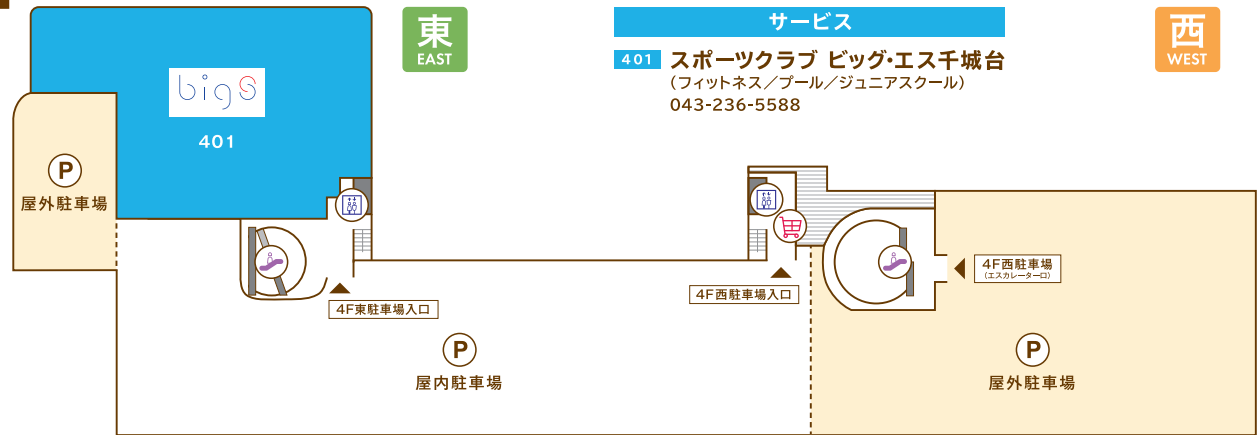 東
EAST
サービス
西
WEST
401 スポーツクラブ ビッグ・エス千城台
（フィットネス／プール／ジュニアスクール）
043-236-5588
bigs
401
P
屋外駐車場
4F西駐車場
（エスカレーター口）
4F東駐車場入口
4F西駐車場入口
P
屋内駐車場
P
屋外駐車場